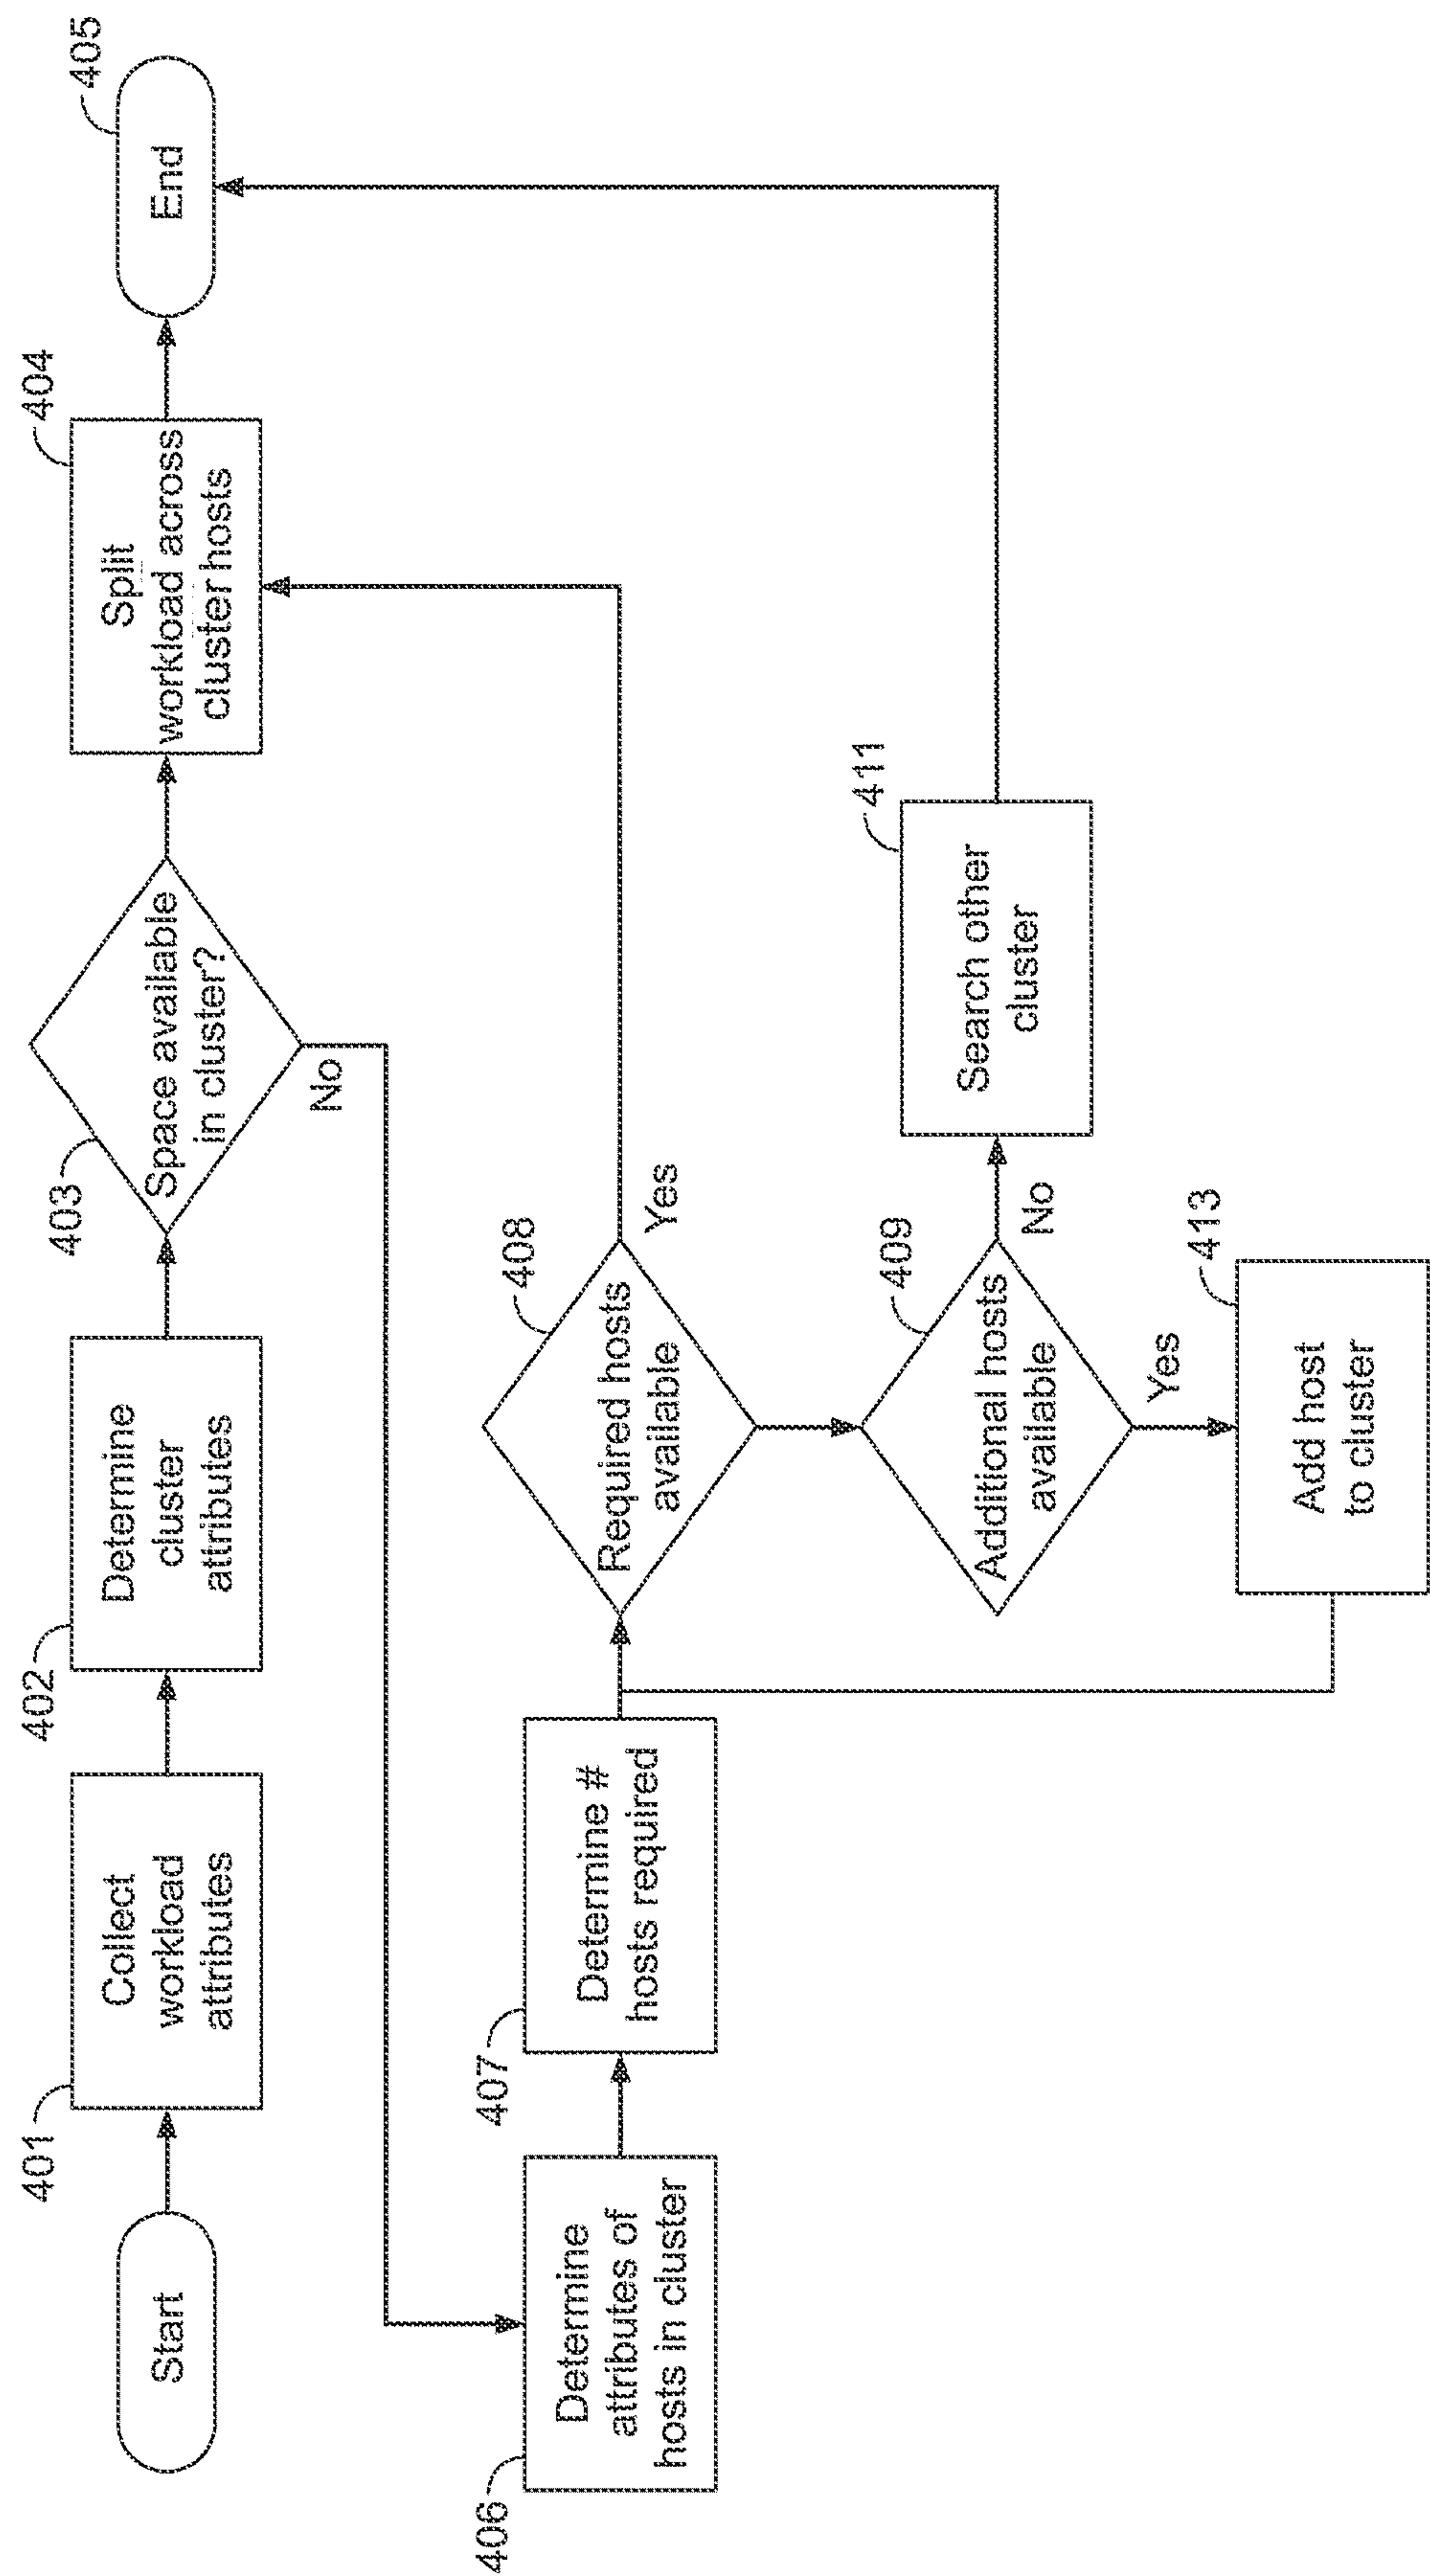 Start
401
Collect
workload
attributes
402
Determine
cluster
attributes
403
Space available
in cluster?
No
404
Split
workload across
cluster hosts
405
End
406
Determine
attributes of
hosts in cluster
407
Determine #
hosts required
408
Required hosts
available
Yes
409
Additional hosts
available
No
Yes
411
Search other
cluster
413
Add host
to cluster